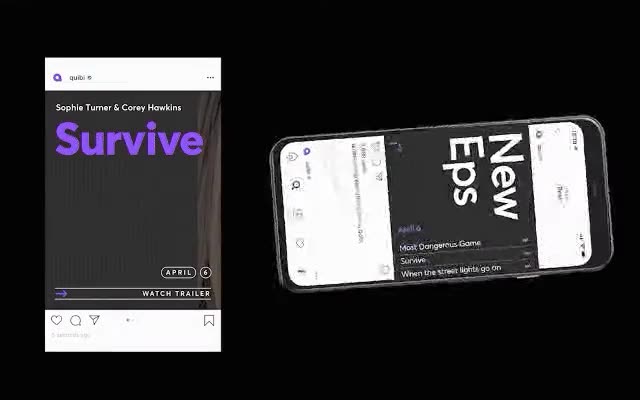 quibi
Sophie Turner & Corey Hawkins
Survive
APRIL 6
WATCH TRAILER
New
Eps
April 6
Most Dangerous Game
Survive
When the street lights go on